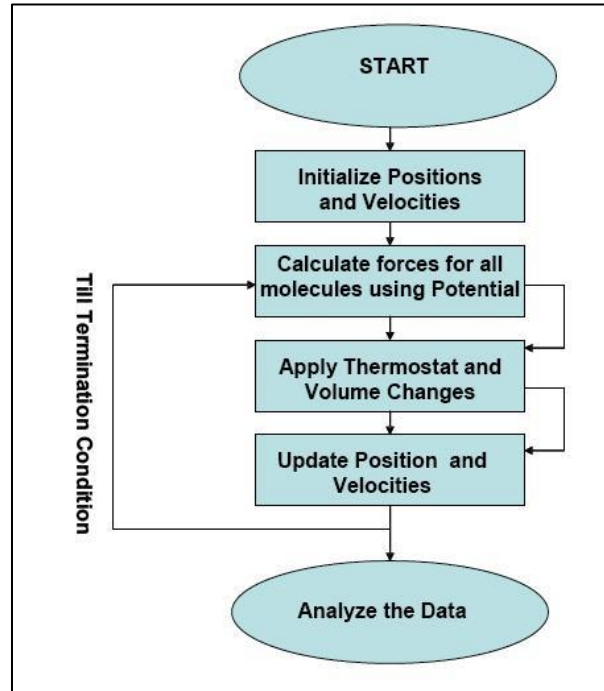 START
Initialize Positions
and Velocities
Calculate forces for all
molecules using Potential
Till Termination Condition
Apply Thermostat and
Volume Changes
Update Position and
Velocities
Analyze the Data